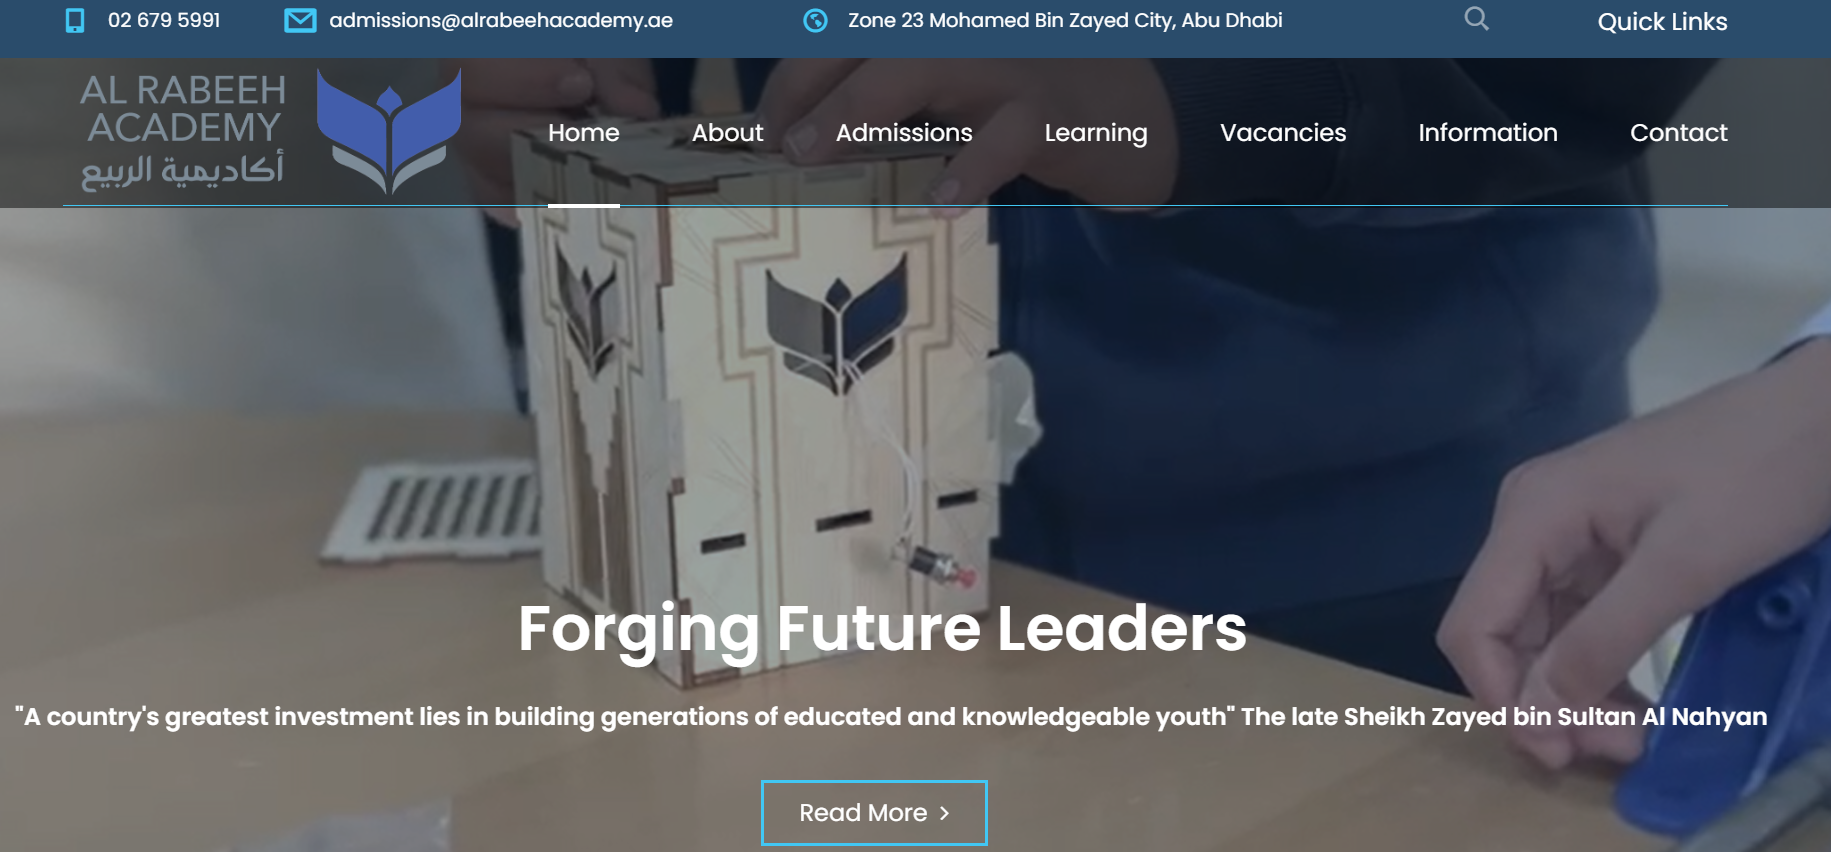 02 679 5991
admissions@alrabeehacademy.ae
Zone 23 Mohamed Bin Zayed City, Abu Dhabi
Quick Links
AL RABEEH
ACADEMY
أكاديمية الربيع
Home
About
Admissions
Learning
Vacancies
Information
Contact
Forging Future Leaders
"A country's greatest investment lies in building generations of educated and knowledgeable youth" The late Sheikh Zayed bin Sultan Al Nahyan
Read More